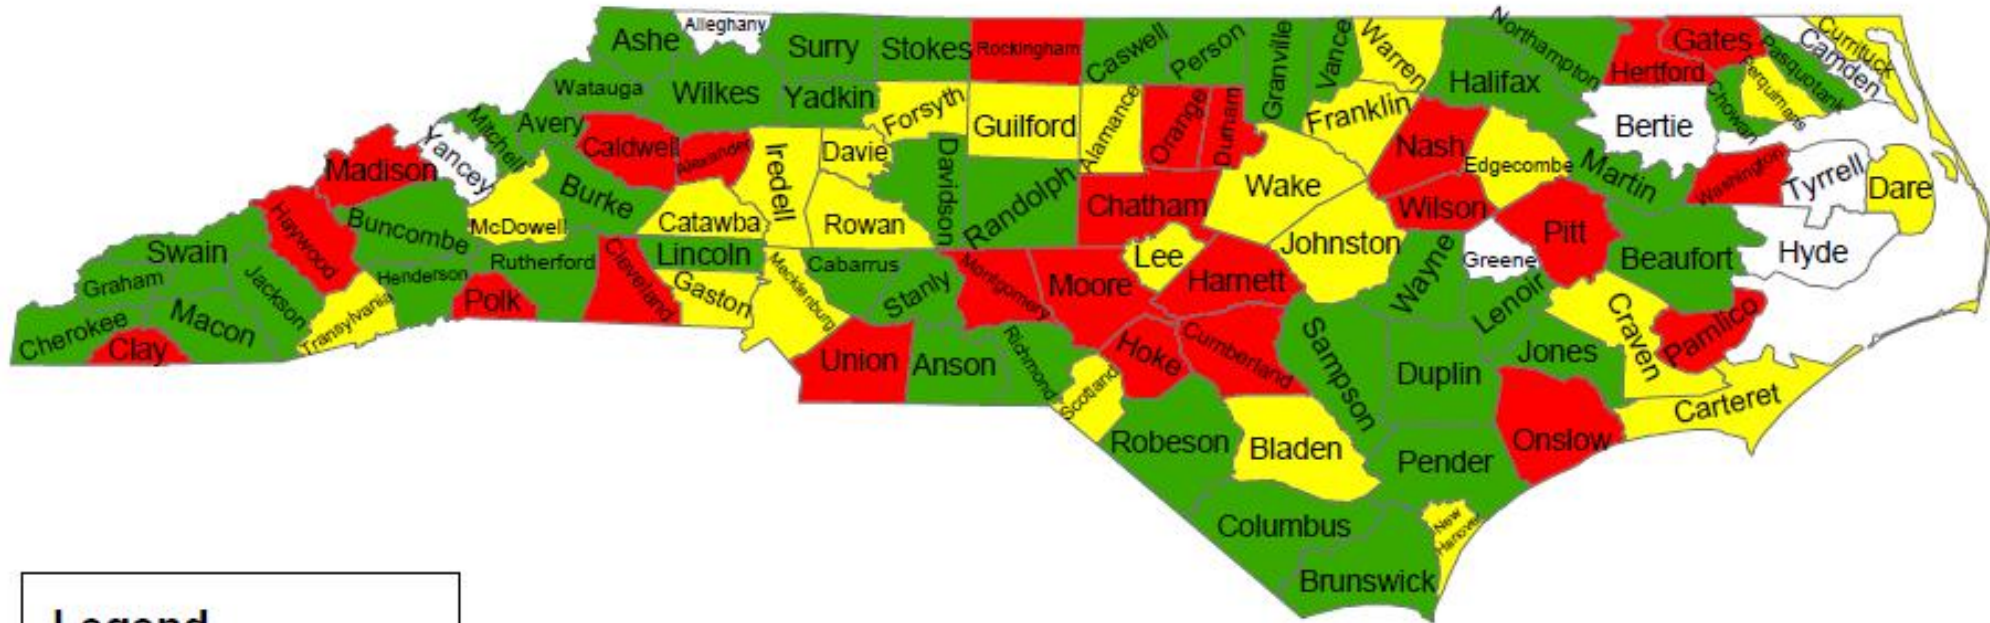 Ashe
Alleghany
Surry
Stokes
Rockingham
Caswell
Person
Granville
Vance
Warren
Northampton
Halifax
Hertford
Gates
Pasquotank
Camden
Currituck
Perquimans
Chowan
Watauga
Wilkes
Yadkin
Forsyth
Guilford
Alamance
Orange
Durham
Franklin
Nash
Edgecombe
Bertie
Martin
Washington
Tyrrell
Dare
Avery
Mitchell
Yancey
Madison
Caldwell
Alexander
Iredell
Davie
Davidson
Randolph
Chatham
Wake
Wilson
Pitt
Beaufort
Hyde
Haywood
Buncombe
McDowell
Burke
Catawba
Rowan
Lee
Johnston
Wayne
Greene
Lenoir
Craven
Pamlico
Swain
Graham
Jackson
Henderson
Rutherford
Cleveland
Lincoln
Gaston
Mecklenburg
Cabarrus
Stanly
Montgomery
Moore
Harnett
Cherokee
Clay
Macon
Transylvania
Polk
Union
Anson
Richmond
Scotland
Hoke
Cumberland
Sampson
Duplin
Jones
Onslow
Carteret
Robeson
Bladen
Pender
Columbus
Brunswick
New
Hanover
Legend